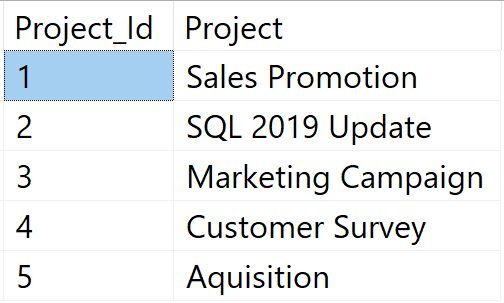 Project_Id Project
1 Sales Promotion
2 SQL 2019 Update
3 Marketing Campaign
4 Customer Survey
5 Aquisition